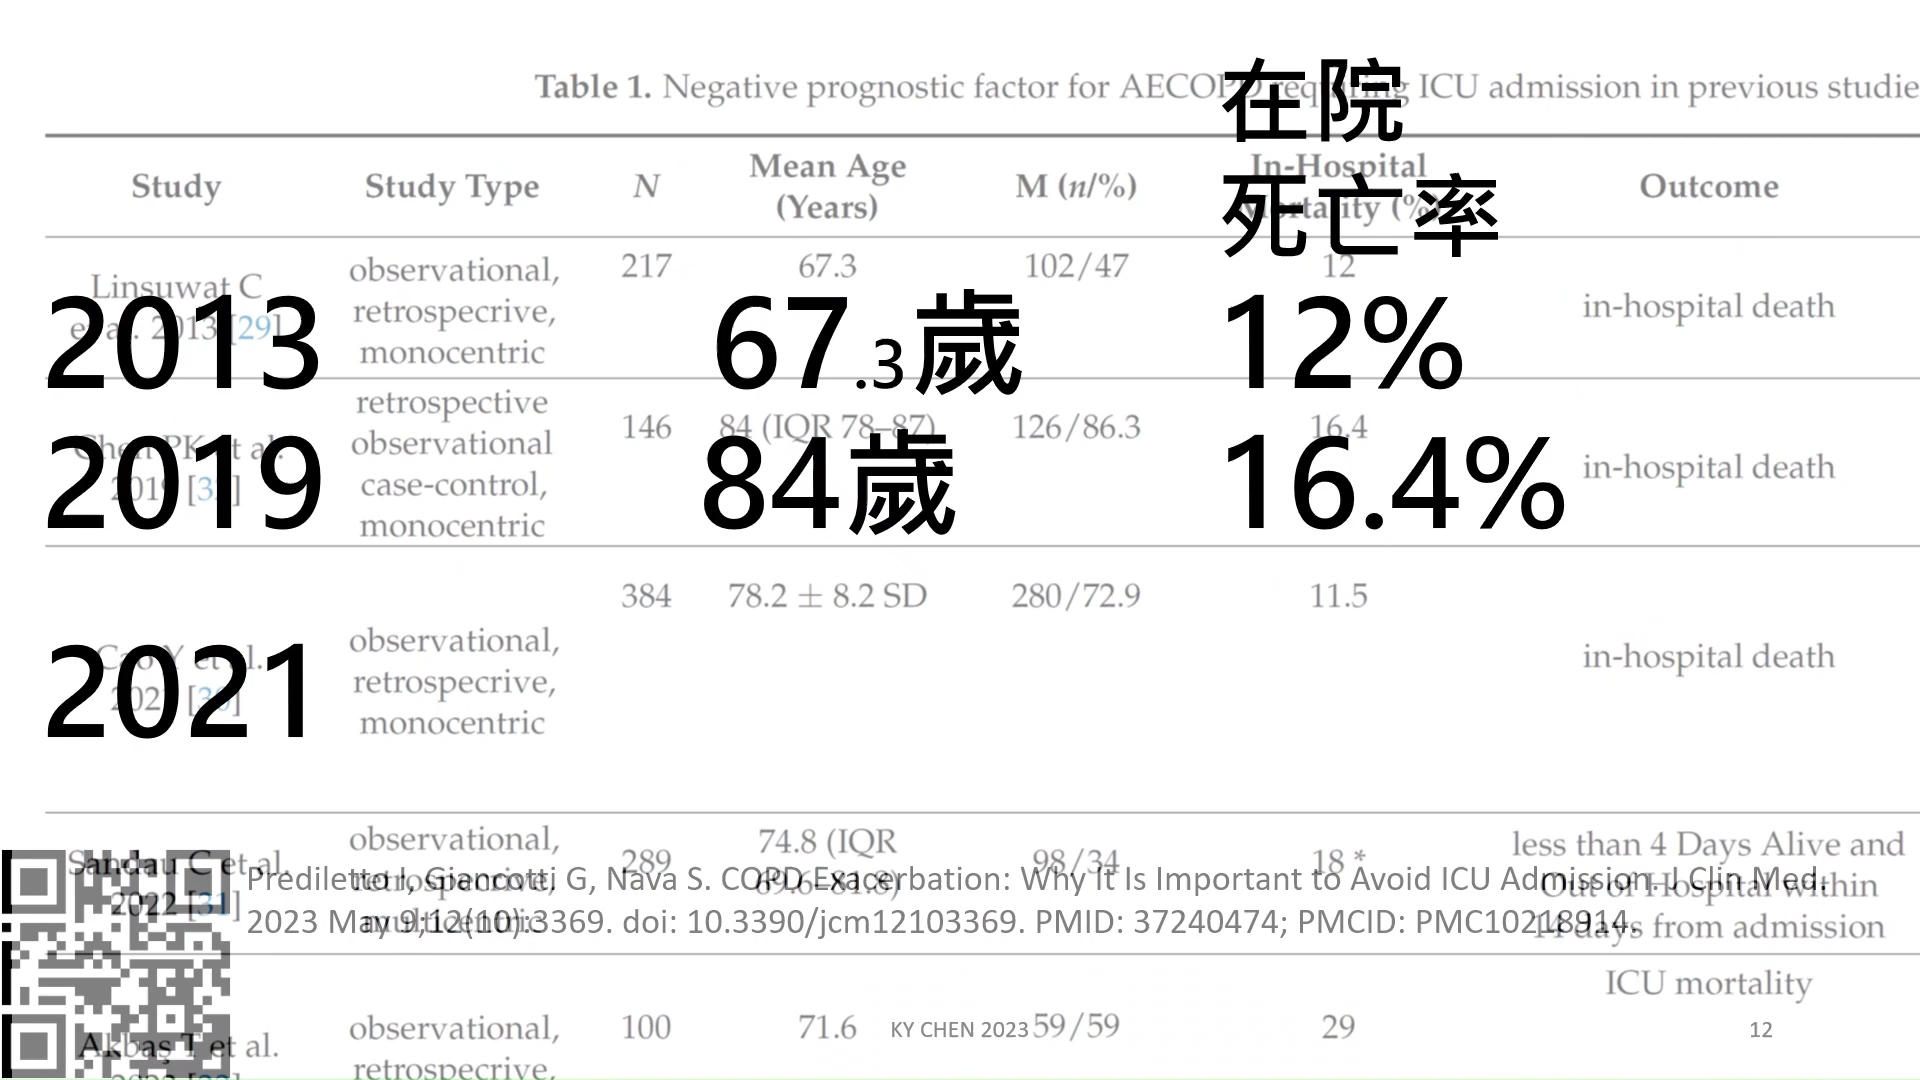 Table 1. Negative prognostic factor for AECOPD requiring ICU admission in previous studie
在院
死亡率
Study Study Type N Mean Age (Years) M (n/%) In-Hospital Mortality (%) Outcome
Linsuwat C
observational,
retrospecrive,
monocentric
217 67.3 102/47 12
in-hospital death
et al. 2013 [29]
2013 67.3歲 12%
retrospective
observational
case-control,
monocentric
146 84 (IQR 78–87) 126/86.3 16.4
in-hospital death
Chen PK et al.
2019
2019 84歲 16.4%
384 78.2 ± 8.2 SD 280/72.9 11.5
observational,
retrospecrive,
monocentric
in-hospital death
Cao Y et al.
2021
2021
Sandau C et al.
2022 [31]
observational,
retrospecrive,
multicentric
289
74.8 (IQR
98/34 18 *
less than 4 Days Alive and
Out of Hospital within
14 days from admission
Prediletto I, Giancotti G, Nava S. COPD Exacerbation: Why It Is Important to Avoid ICU Admission. J Clin Med.
2023 May 9;12(10):3369. doi: 10.3390/jcm12103369. PMID: 37240474; PMCID: PMC10218914.
ICU mortality
Akbaş T et al.
observational,
retrospecrive,
100 71.6 59/59 29
KY CHEN 2023
12